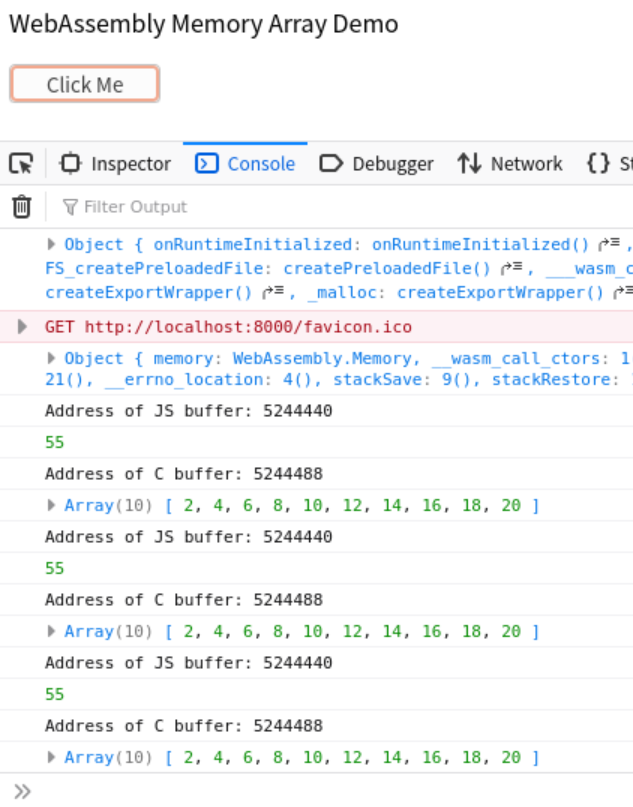 WebAssembly Memory Array Demo
Click Me
Inspector Console Debugger Network {} St
Filter Output
Object { onRuntimeInitialized: onRuntimeInitialized() ,
FS_createPreloadedFile: createPreloadedFile() , ___wasm_c
createExportWrapper() , _malloc: createExportWrapper()
GET http://localhost:8000/favicon.ico
Object { memory: WebAssembly.Memory, __wasm_call_ctors: 1
21(), __errno_location: 4(), stackSave: 9(), stackRestore:
Address of JS buffer: 5244440
55
Address of C buffer: 5244488
Array(10) [ 2, 4, 6, 8, 10, 12, 14, 16, 18, 20 ]
Address of JS buffer: 5244440
55
Address of C buffer: 5244488
Array(10) [ 2, 4, 6, 8, 10, 12, 14, 16, 18, 20 ]
Address of JS buffer: 5244440
55
Address of C buffer: 5244488
Array(10) [ 2, 4, 6, 8, 10, 12, 14, 16, 18, 20 ]